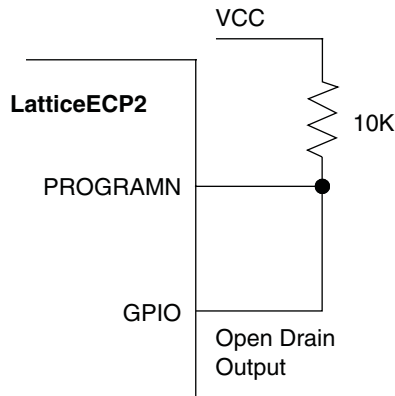 VCC
LatticeECP2
10K
PROGRAMN
GPIO
Open Drain
Output